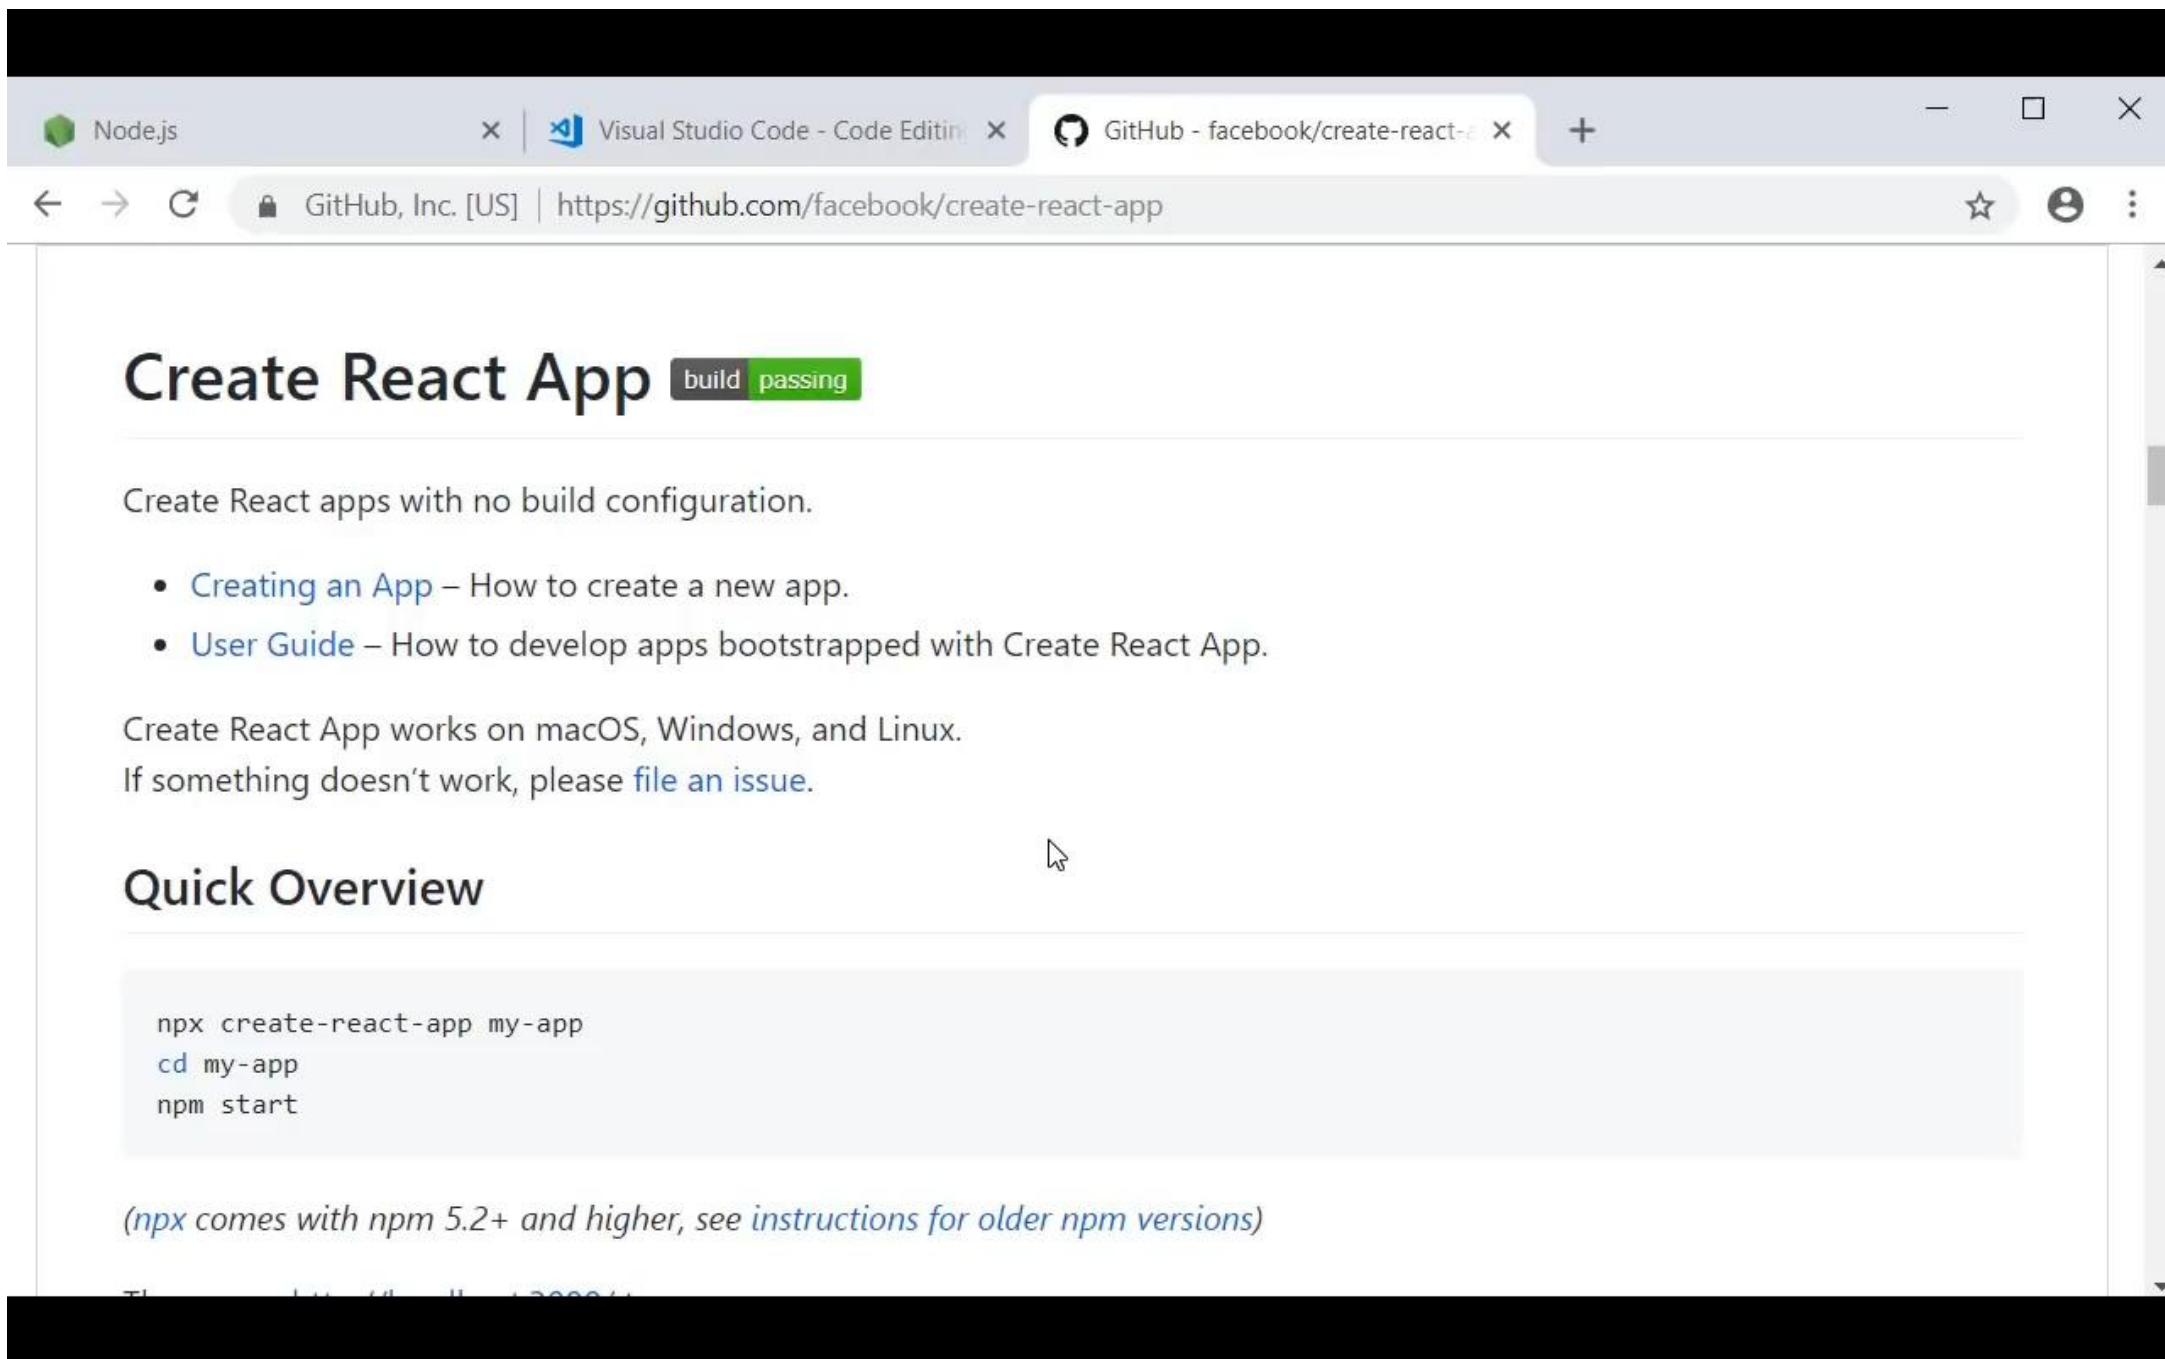 Node.js
Visual Studio Code - Code Editin
GitHub - facebook/create-react-a
GitHub, Inc. [US] | https://github.com/facebook/create-react-app
Create React App build passing
Create React apps with no build configuration.
• Creating an App – How to create a new app.
• User Guide – How to develop apps bootstrapped with Create React App.
Create React App works on macOS, Windows, and Linux.
If something doesn't work, please file an issue.
Quick Overview
npx create-react-app my-app
cd my-app
npm start
(npx comes with npm 5.2+ and higher, see instructions for older npm versions)